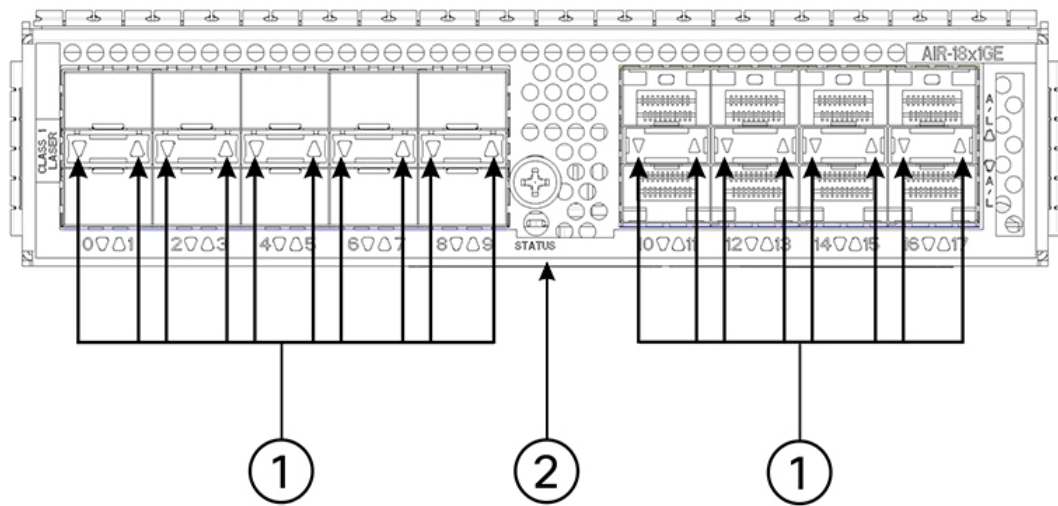 AIR-18x1GE
CLASS 1
LASER
A/L
A/L
0▽△1 2▽△3 4▽△5 6▽△7 8▽△9 STATUS 10▽△11 12▽△13 14▽△15 16▽△17
1 2 1